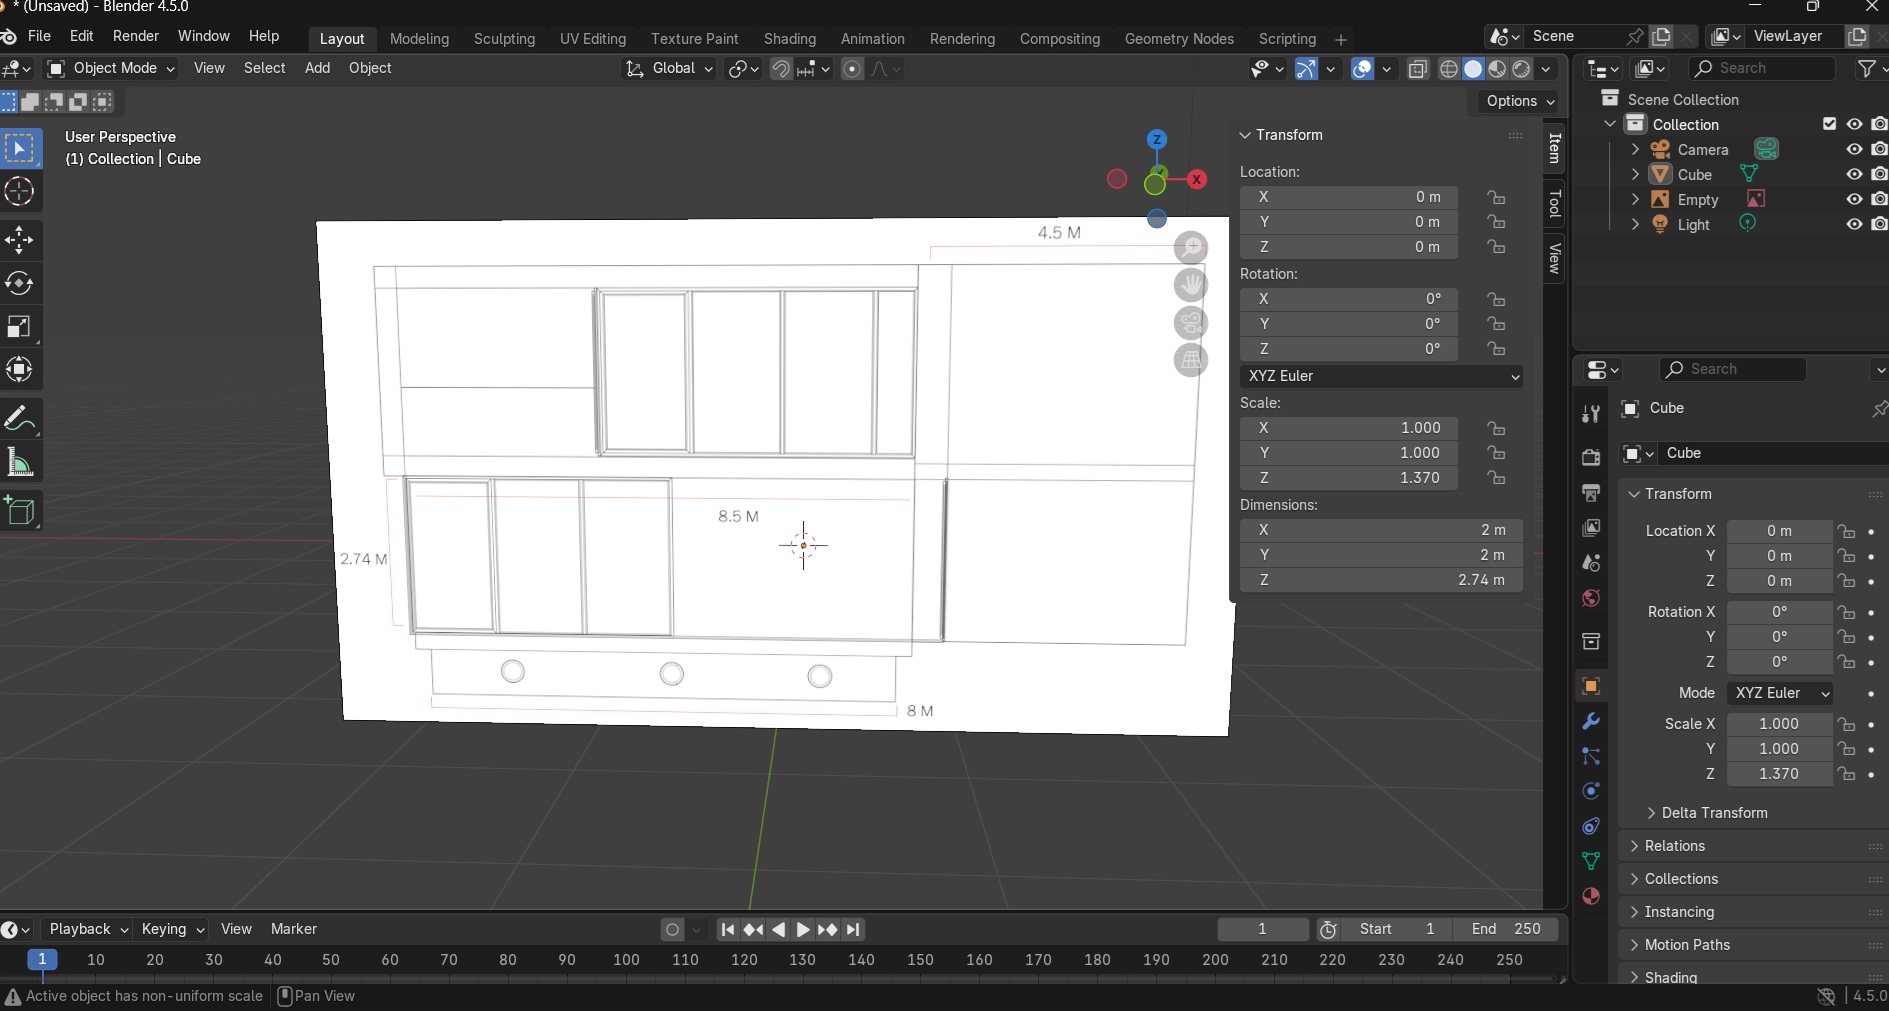 * (Unsaved) - Blender 4.5.0
File Edit Render Window Help
Layout Modeling Sculpting UV Editing Texture Paint Shading Animation Rendering Compositing Geometry Nodes Scripting +
Scene
ViewLayer
Object Mode View Select Add Object
Global
Search
Options
User Perspective
(1) Collection | Cube
Z
X
4.5 M
8.5 M
2.74 M
8 M
Transform
Location:
X 0 m
Y 0 m
Z 0 m
Rotation:
X 0°
Y 0°
Z 0°
XYZ Euler
Scale:
X 1.000
Y 1.000
Z 1.370
Dimensions:
X 2 m
Y 2 m
Z 2.74 m
Item
Tool
View
Scene Collection
Collection
Camera
Cube
Empty
Light
Search
Cube
Cube
Transform
Location X 0 m
Y 0 m
Z 0 m
Rotation X 0°
Y 0°
Z 0°
Mode XYZ Euler
Scale X 1.000
Y 1.000
Z 1.370
Delta Transform
Relations
Collections
Instancing
Motion Paths
Shading
Playback Keying View Marker
1 Start 1 End 250
1 10 20 30 40 50 60 70 80 90 100 110 120 130 140 150 160 170 180 190 200 210 220 230 240 250
Active object has non-uniform scale Pan View
4.5.0